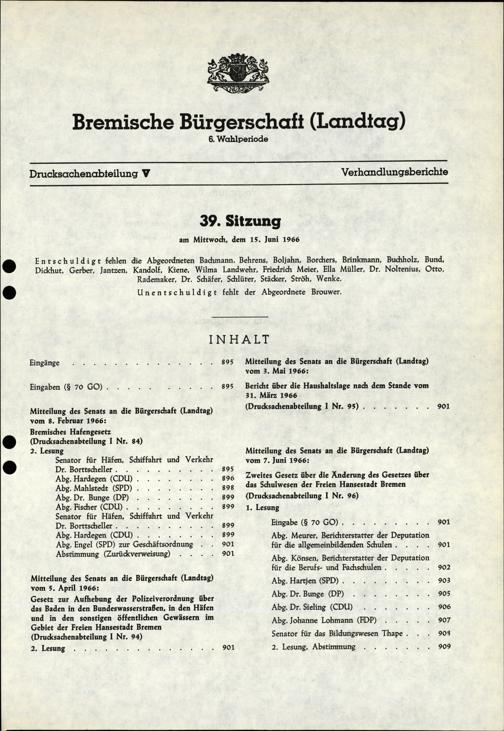 Bremische Bürgerschaft (Landtag)
6. Wahlperiode
Drucksachenabteilung V
Verhandlungsberichte
39. Sitzung
am Mittwoch, dem 15. Juni 1966
Entschuldigt fehlen die Abgeordneten Bachmann, Behrens, Boljahn, Borchers, Brinkmann, Buchholz, Bund,
Dickhut, Gerber, Jantzen, Kandolf, Kiene, Wilma Landwehr, Friedrich Meier, Ella Müller, Dr. Noltenius, Otto,
Rademaker, Dr. Schäfer, Schlüter, Stäcker, Ströh, Wenke.
Unentschuldigt fehlt der Abgeordnete Brouwer.
INHALT
Eingänge . . . . . . . . . . . . . . 895
Eingaben (§ 70 GO) . . . . . . . . . . 895
Mitteilung des Senats an die Bürgerschaft (Landtag)
vom 8. Februar 1966:
Bremisches Hafengesetz
(Drucksachenabteilung I Nr. 84)
2. Lesung
Senator für Häfen, Schiffahrt und Verkehr
Dr. Borttscheller . . . . . . . . . 895
Abg. Hardegen (CDU) . . . . . . . . 896
Abg. Mahlstedt (SPD) . . . . . . . . 898
Abg. Dr. Bunge (DP) . . . . . . . . 899
Abg. Fischer (CDU) . . . . . . . . . 899
Senator für Häfen, Schiffahrt und Verkehr
Dr. Borttscheller . . . . . . . . . 899
Abg. Hardegen (CDU) . . . . . . . . 899
Abg. Engel (SPD) zur Geschäftsordnung . . 901
Abstimmung (Zurückverweisung) . . . . 901
Mitteilung des Senats an die Bürgerschaft (Landtag)
vom 5. April 1966:
Gesetz zur Aufhebung der Polizeiverordnung über
das Baden in den Bundeswasserstraßen, in den Häfen
und in den sonstigen öffentlichen Gewässern im
Gebiet der Freien Hansestadt Bremen
(Drucksachenabteilung I Nr. 94)
2. Lesung . . . . . . . . . . . . . . 901
Mitteilung des Senats an die Bürgerschaft (Landtag)
vom 3. Mai 1966:
Bericht über die Haushaltslage nach dem Stande vom
31. März 1966
(Drucksachenabteilung I Nr. 95) . . . . . . . 901
Mitteilung des Senats an die Bürgerschaft (Landtag)
vom 7. Juni 1966:
Zweites Gesetz über die Änderung des Gesetzes über
das Schulwesen der Freien Hansestadt Bremen
(Drucksachenabteilung I Nr. 96)
1. Lesung
Eingabe (§ 70 GO) . . . . . . . . . 901
Abg. Meurer, Berichterstatter der Deputation
für die allgemeinbildenden Schulen . . . . 901
Abg. Könsen, Berichterstatter der Deputation
für die Berufs- und Fachschulen . . . . . 902
Abg. Hartjen (SPD) . . . . . . . . . 903
Abg. Dr. Bunge (DP) . . . . . . . . 905
Abg. Dr. Sieling (CDU) . . . . . . . 906
Abg. Johanne Lohmann (FDP) . . . . . 907
Senator für das Bildungswesen Thape . . . 908
2. Lesung, Abstimmung . . . . . . . 909